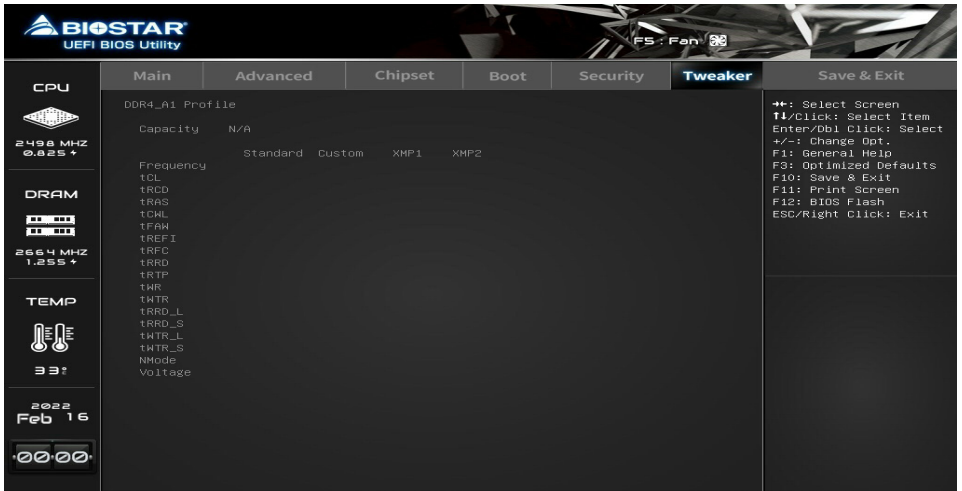 BIOSTAR®
UEFI BIOS Utility
F5 : Fan
CPU
2498 MHZ
0.825
DRAM
2664 MHZ
1.255
TEMP
33
2022
Feb 16
00:00
Main Advanced Chipset Boot Security Tweaker Save & Exit
DDR4_A1 Profile
Capacity N/A
Standard Custom XMP1 XMP2
Frequency
tCL
tRCD
tRAS
tCWL
tFAW
tREFI
tRFC
tRRD
tRTP
tWR
tWTR
tRRD_L
tRRD_S
tWTR_L
tWTR_S
NMode
Voltage
→←: Select Screen
↑↓/Click: Select Item
Enter/Dbl Click: Select
+/-: Change Opt.
F1: General Help
F3: Optimized Defaults
F10: Save & Exit
F11: Print Screen
F12: BIOS Flash
ESC/Right Click: Exit